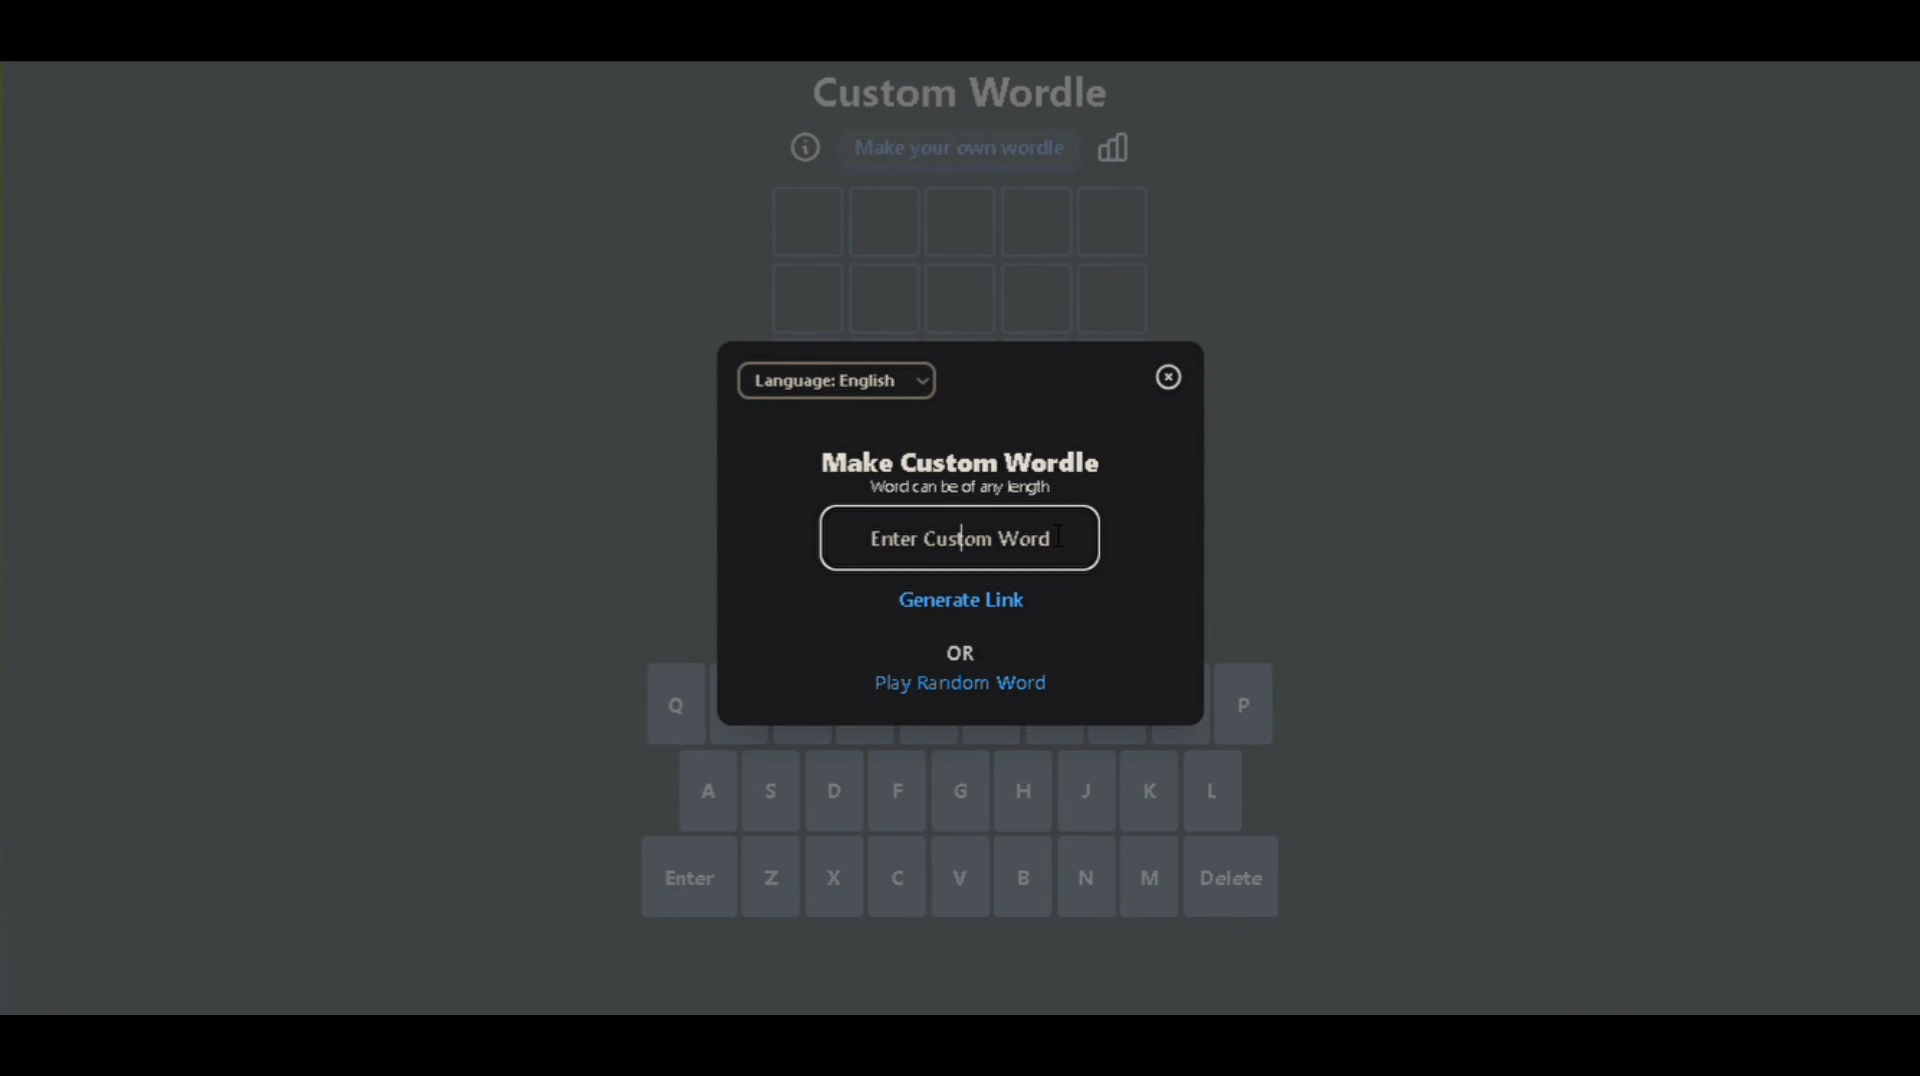 Custom Wordle
Make your own wordle
Language: English
Make Custom Wordle
Word can be of any length
Enter Custom Word
Generate Link
OR
Play Random Word
Q P
A S D F G H J K L
Enter Z X C V B N M Delete